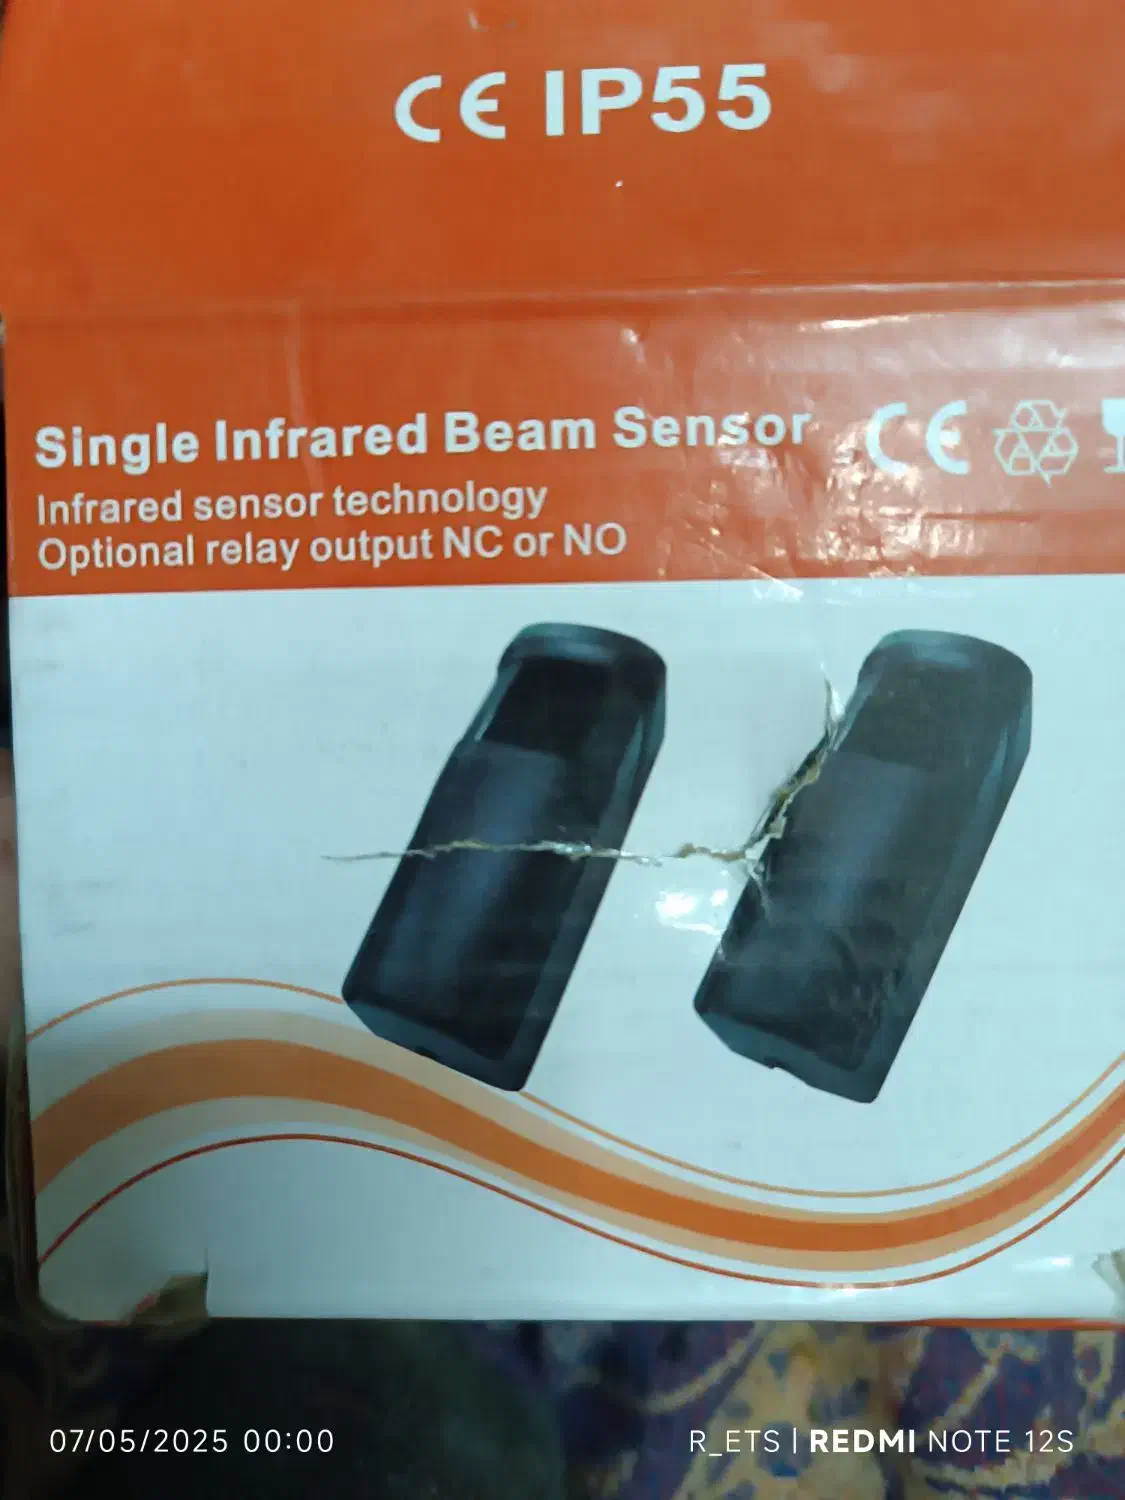 CE IP55
Single Infrared Beam Sensor CE
Infrared sensor technology
Optional relay output NC or NO
07/05/2025 00:00
R_ETS | REDMI NOTE 12S